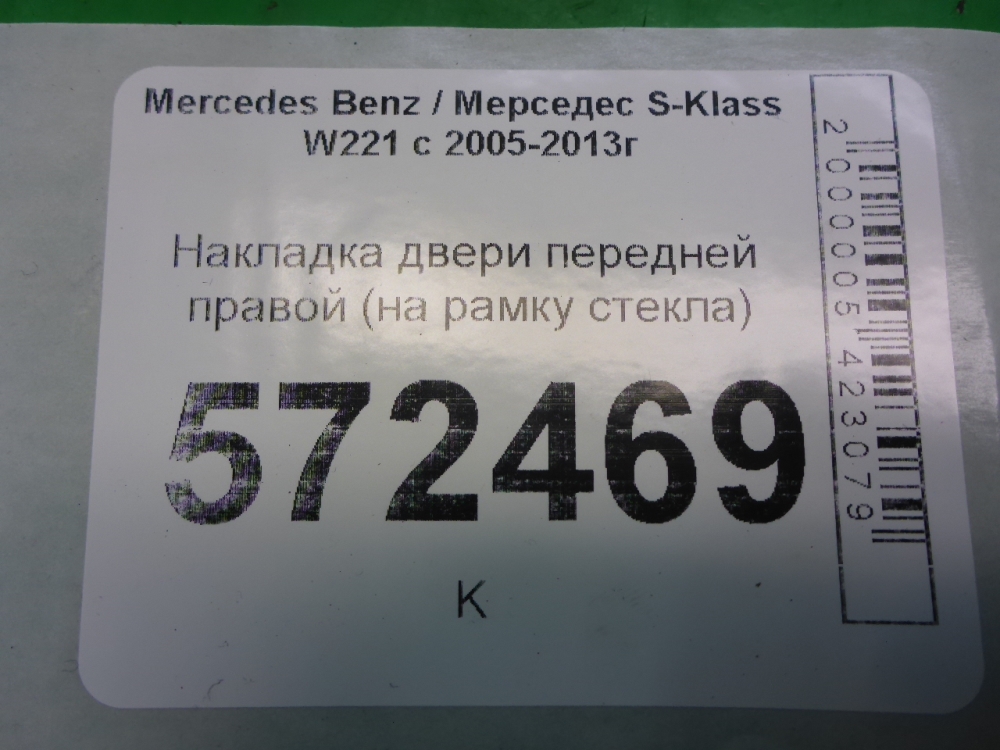 Mercedes Benz / Мерседес S-Klass
W221 с 2005-2013г
Накладка двери передней
правой (на рамку стекла)
572469
К
2000005423079